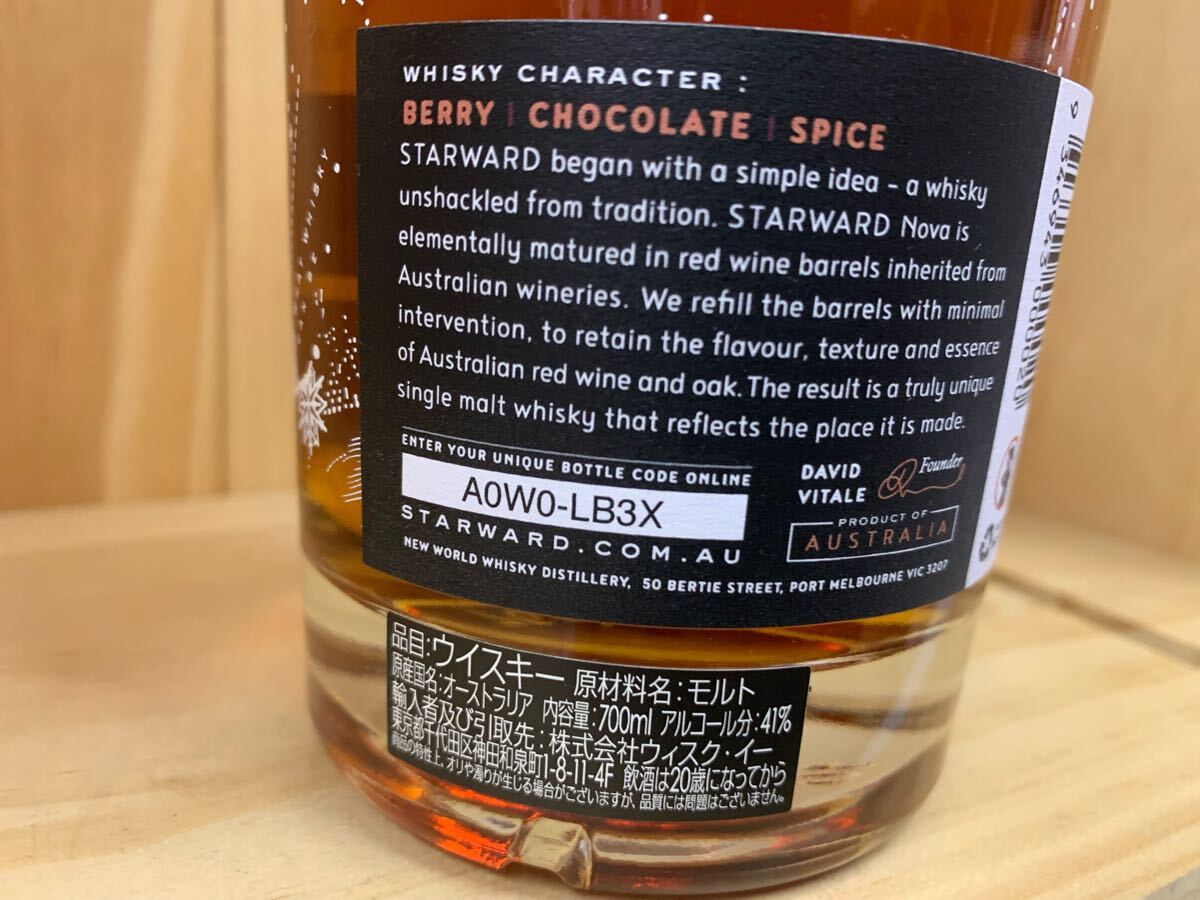 WHISKY CHARACTER :
BERRY | CHOCOLATE | SPICE
STARWARD began with a simple idea - a whisky
unshackled from tradition. STARWARD Nova is
elementally matured in red wine barrels inherited from
Australian wineries. We refill the barrels with minimal
intervention, to retain the flavour, texture and essence
of Australian red wine and oak. The result is a truly unique
single malt whisky that reflects the place it is made.
ENTER YOUR UNIQUE BOTTLE CODE ONLINE
A0W0-LB3X
STARWARD.COM.AU
DAVID
VITALE
Founder
PRODUCT OF
AUSTRALIA
NEW WORLD WHISKY DISTILLERY, 50 BERTIE STREET, PORT MELBOURNE VIC 3207
品目:ウイスキー 原材料名:モルト
原産国名:オーストラリア 内容量:700ml アルコール分:41%
輸入者及び引取先:株式会社ウィスク・イー
東京都千代田区神田和泉町1-8-11-4F 飲酒は20歳になってから
商品の特性上、オリや濁りが生じる場合がございますが、品質には問題はございません。
WHISKY